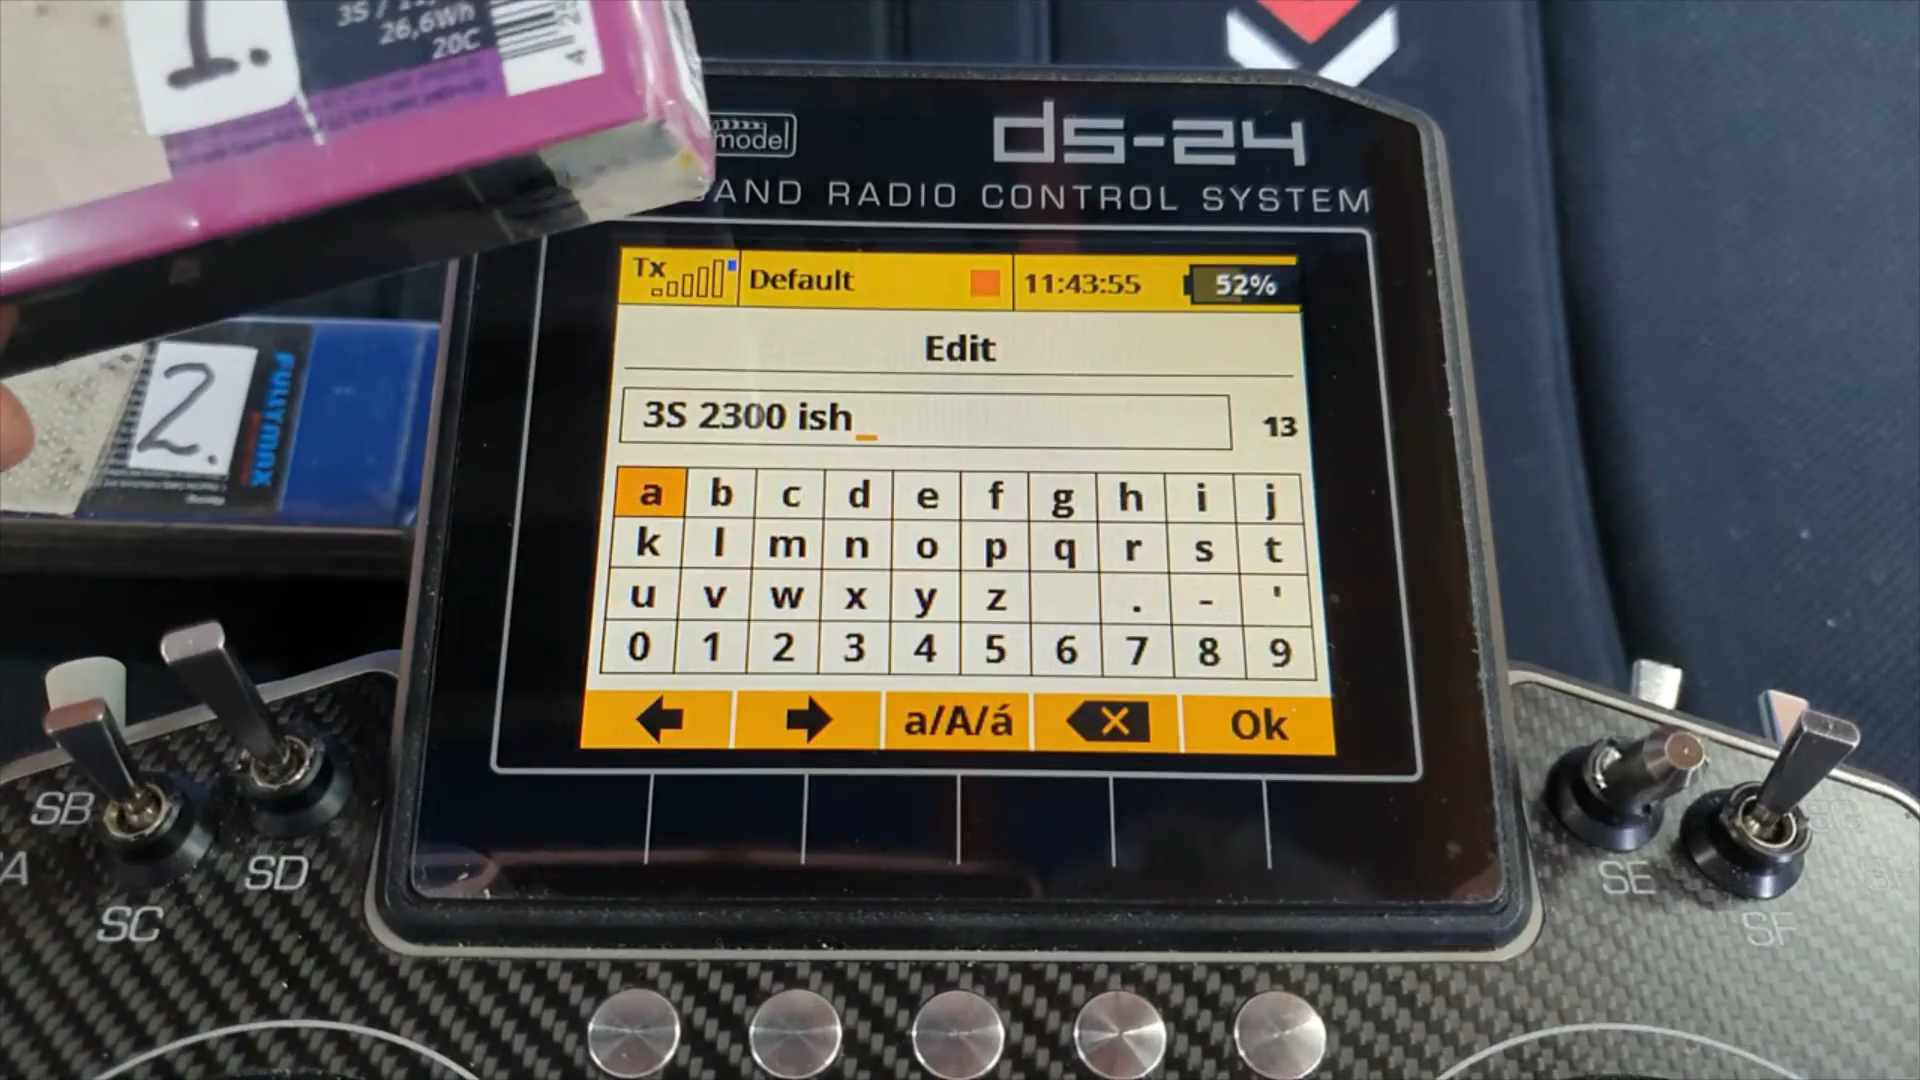 1.
26,6Wh
20C
model
ds-24
AND RADIO CONTROL SYSTEM
Tx Default 11:43:55 52%
Edit
3S 2300 ish_ 13
a b c d e f g h i j
k l m n o p q r s t
u v w x y z . - '
0 1 2 3 4 5 6 7 8 9
a/A/á Ok
2.
FULLYMAX
SB
SD
SC
SE
SF